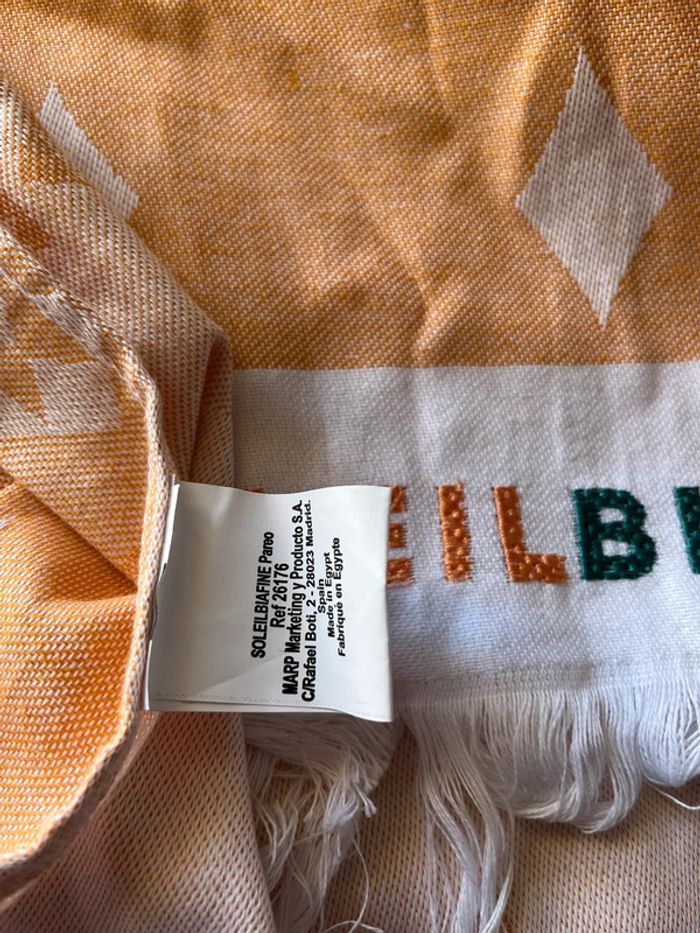 SOLEILBIAFINE Pareo
Ref 26176
MARP Marketing y Producto S.A.
C/Rafael Boti, 2 - 28023 Madrid.
Spain
Made in Egypt
Fabriqué en Egypte
EILB